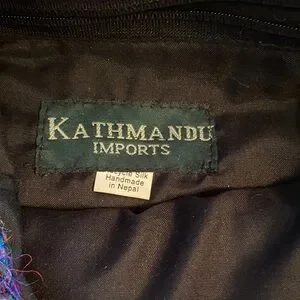 KATHMANDU
IMPORTS
Silk
Handmade
in Nepal